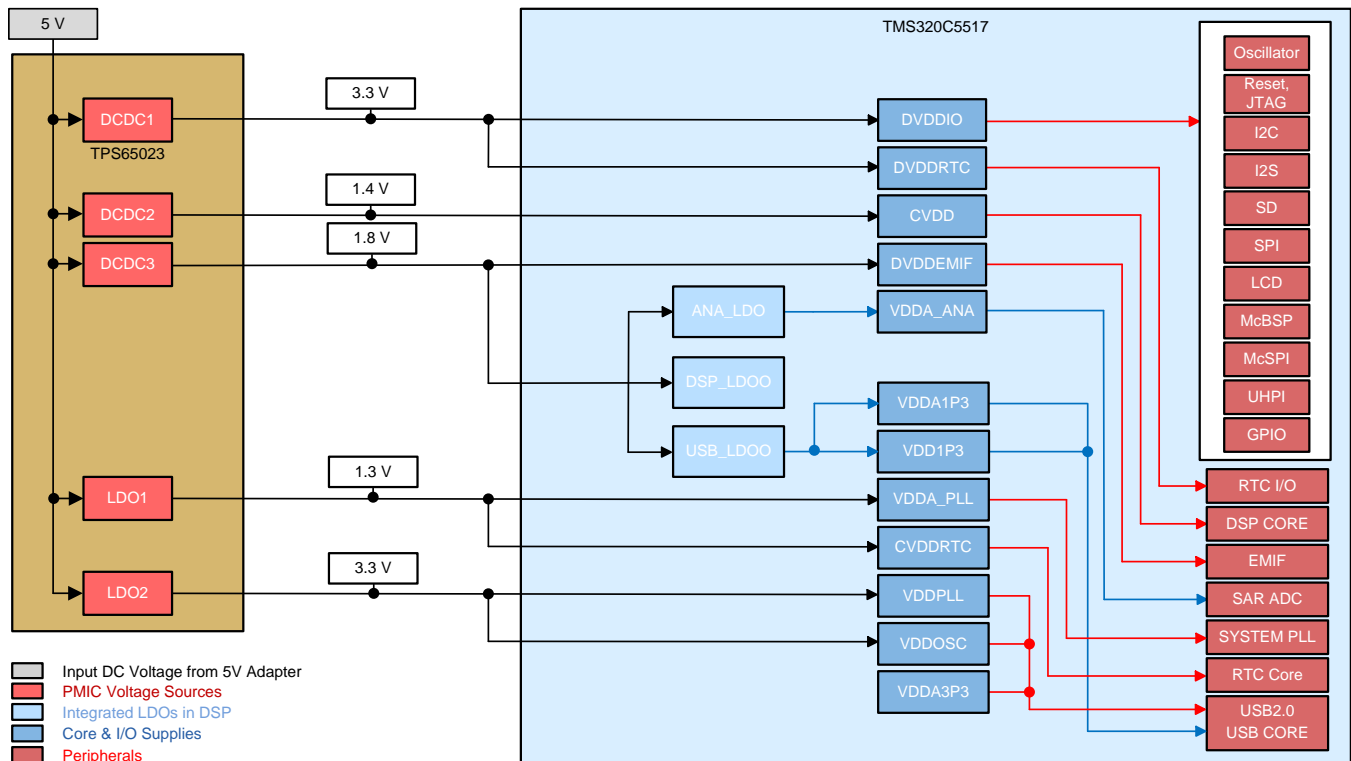 5 V
TMS320C5517
Oscillator
Reset,
JTAG
3.3 V
DCDC1
DVDDIO
TPS65023
I2C
DVDDRTC
I2S
1.4 V
SD
DCDC2
CVDD
1.8 V
SPI
DCDC3
DVDDEMIF
LCD
ANA_LDO
VDDA_ANA
McBSP
McSPI
DSP_LDOO
VDDA1P3
UHPI
USB_LDOO
VDD1P3
GPIO
1.3 V
RTC I/O
LDO1
VDDA_PLL
DSP CORE
CVDDRTC
EMIF
3.3 V
LDO2
VDDPLL
SAR ADC
VDDOSC
SYSTEM PLL
RTC Core
VDDA3P3
USB2.0
USB CORE
Input DC Voltage from 5V Adapter
PMIC Voltage Sources
Integrated LDOs in DSP
Core & I/O Supplies
Peripherals